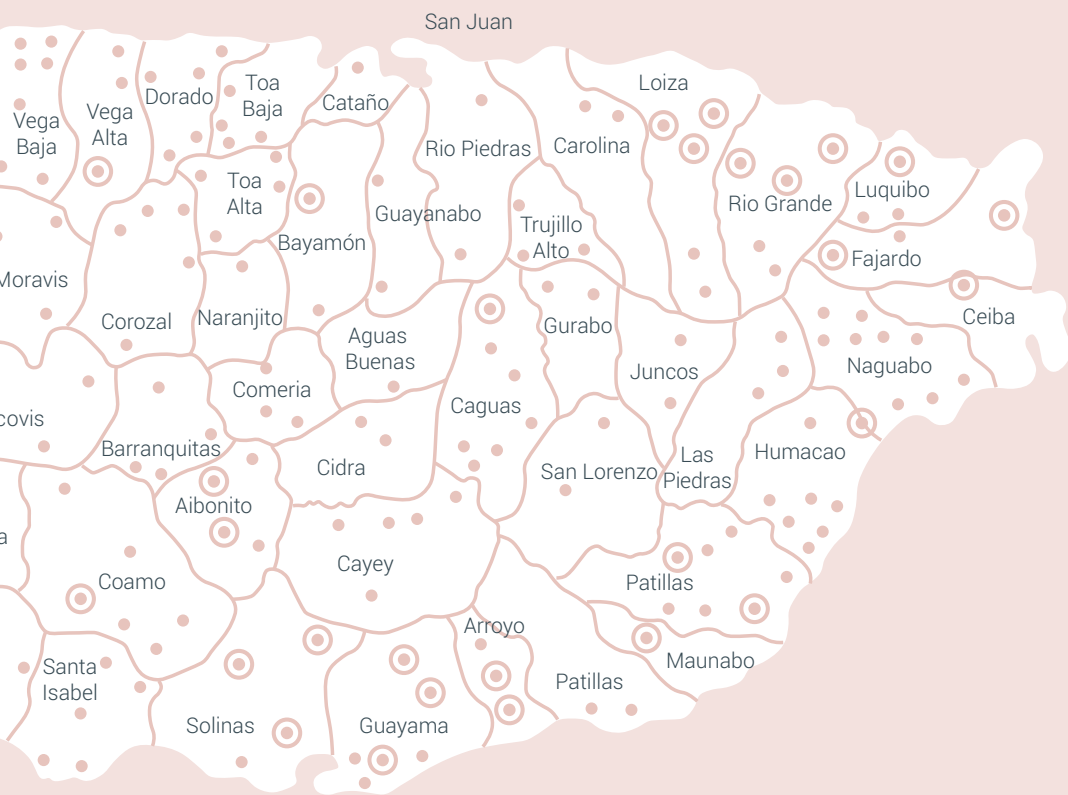 San Juan
Loiza
Toa
Baja
Dorado
Cataño
Vega
Alta
Vega
Baja
Rio Piedras
Carolina
Toa
Alta
Luquibo
Rio Grande
Guayanabo
Trujillo
Alto
Bayamón
Fajardo
Moravis
Ceiba
Corozal
Naranjito
Gurabo
Aguas
Buenas
Naguabo
Juncos
Comeria
Caguas
covis
Barranquitas
Humacao
Las
Piedras
Cidra
San Lorenzo
Aibonito
a
Cayey
Coamo
Patillas
Arroyo
Maunabo
Santa
Isabel
Patillas
Solinas
Guayama